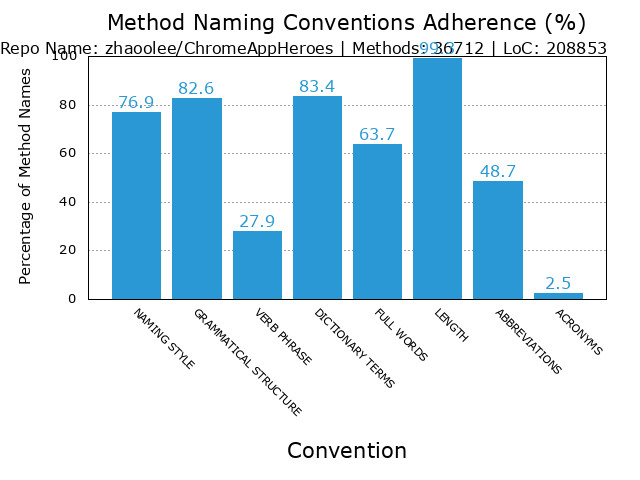 Method Naming Conventions Adherence (%)
Repo Name: zhaoolee/ChromeAppHeroes | Methods: 36712 | LoC: 208853
Percentage of Method Names
100
80
60
40
20
0
76.9
82.6
27.9
83.4
63.7
48.7
2.5
NAMING STYLE
GRAMMATICAL STRUCTURE
VERB PHRASE
DICTIONARY TERMS
FULL WORDS
LENGTH
ABBREVIATIONS
ACRONYMS
Convention